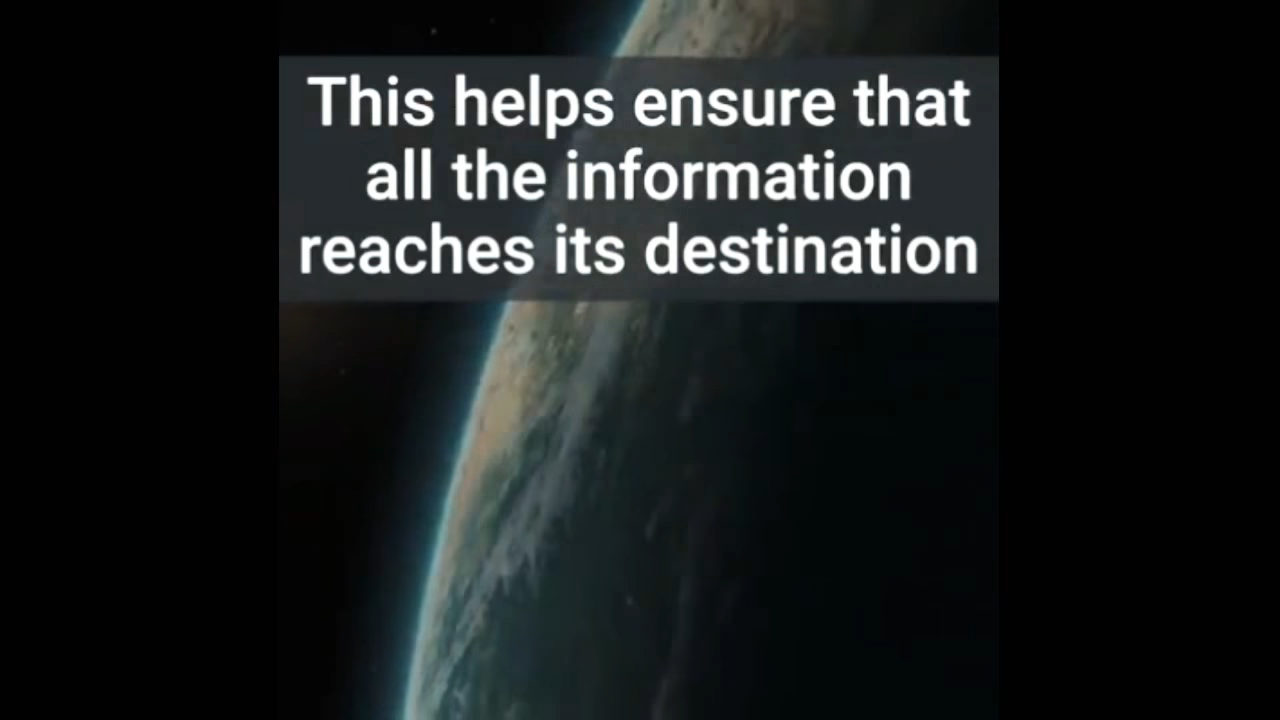 This helps ensure that
all the information
reaches its destination